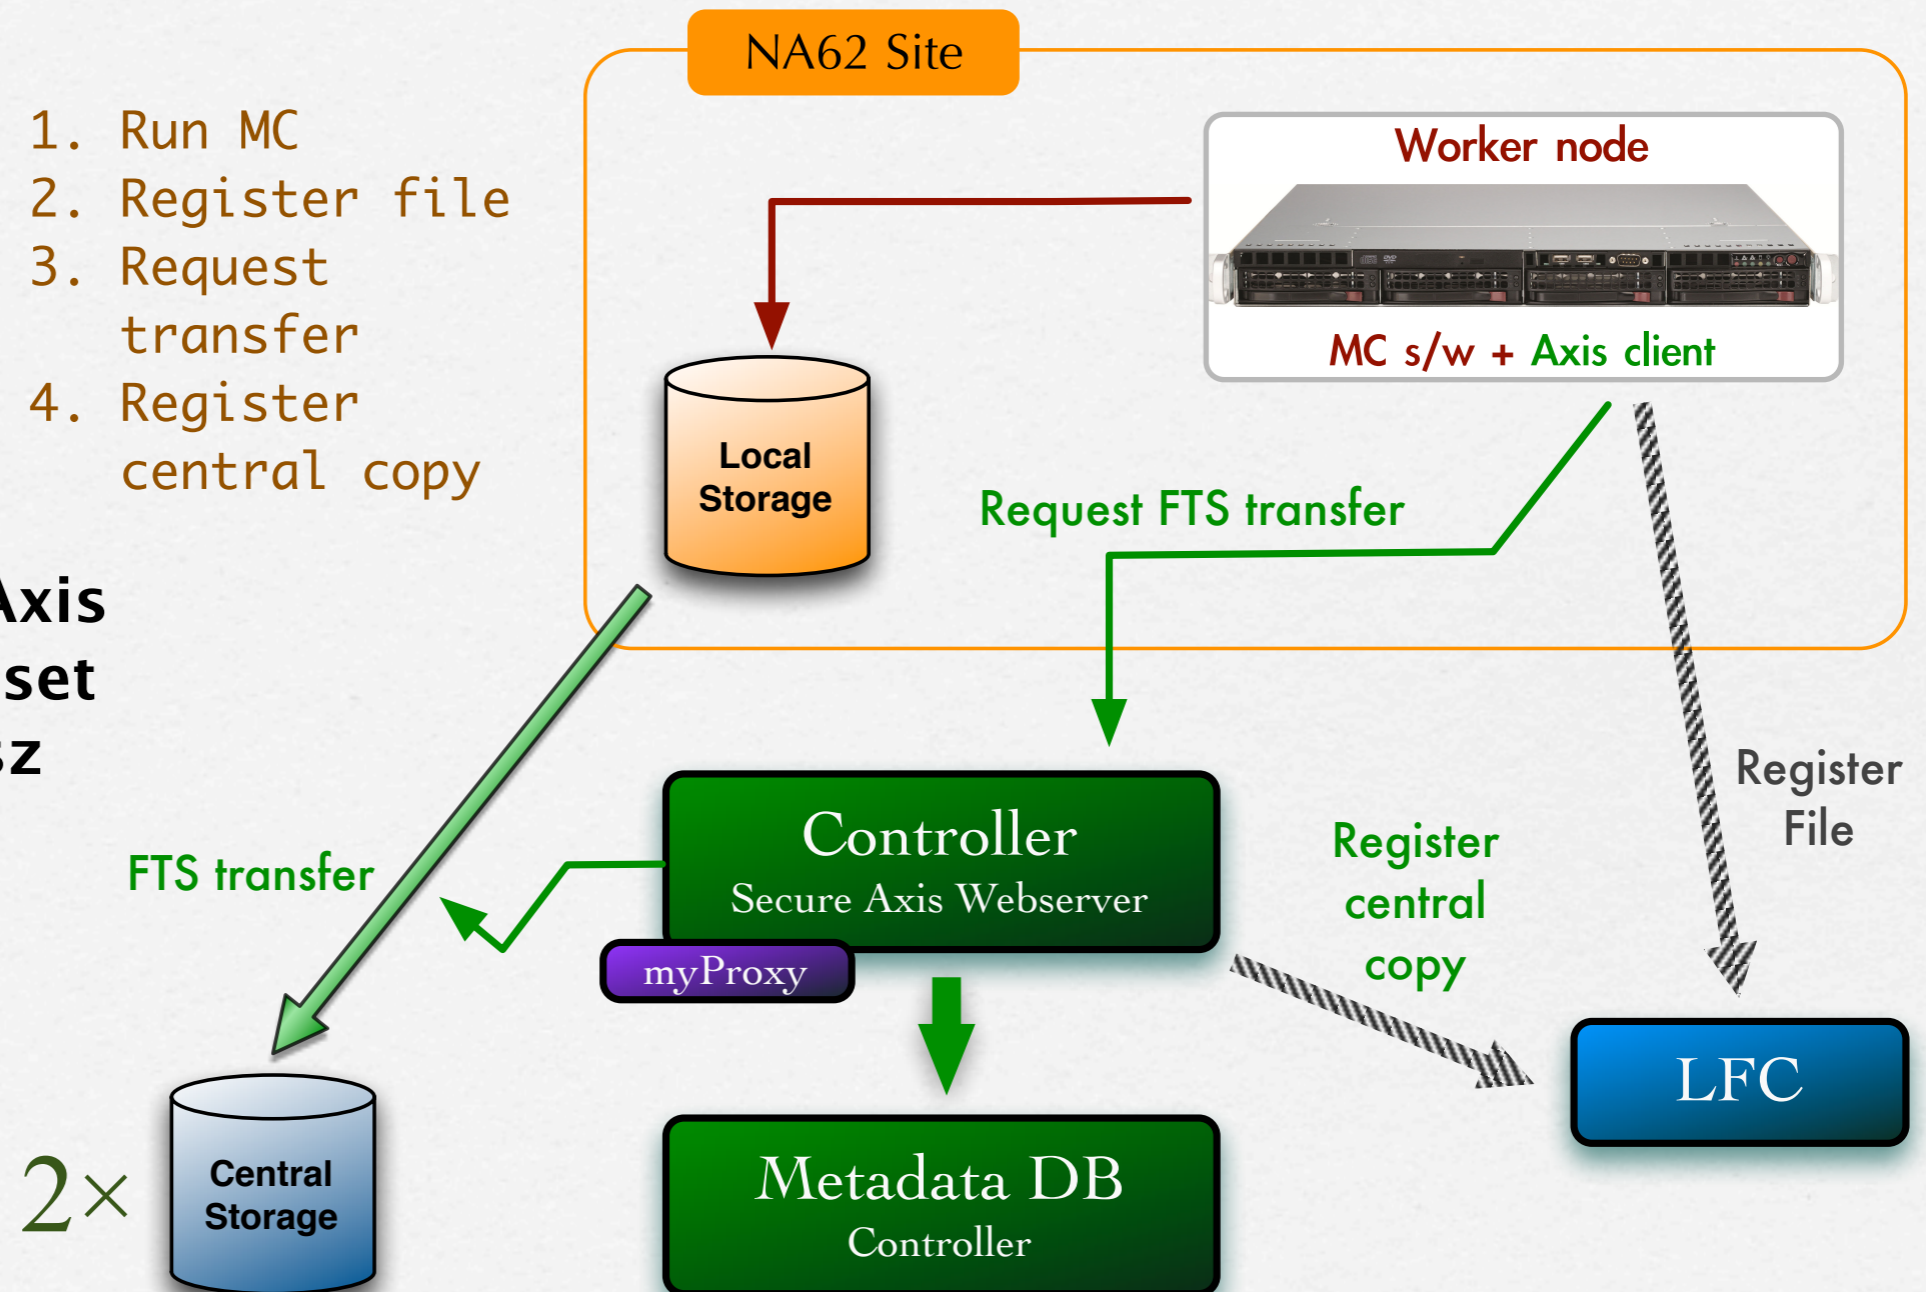 NA62 Site
1. Run MC
2. Register file
3. Request
transfer
4. Register
central copy
Worker node
MC s/w + Axis client
Local
Storage
Request FTS transfer
Axis
set
sz
Register
File
Controller
Secure Axis Webserver
myProxy
FTS transfer
Register
central
copy
LFC
2×
Central
Storage
Metadata DB
Controller